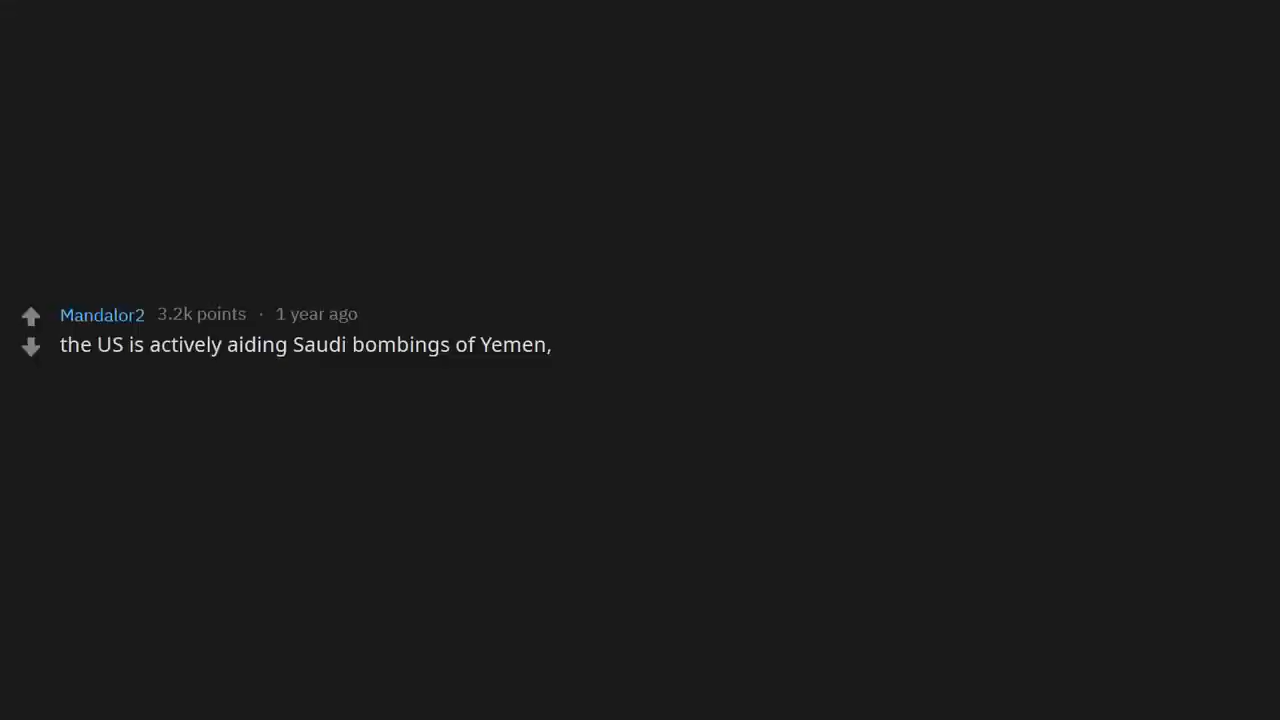 Mandalor2 3.2k points · 1 year ago
the US is actively aiding Saudi bombings of Yemen,